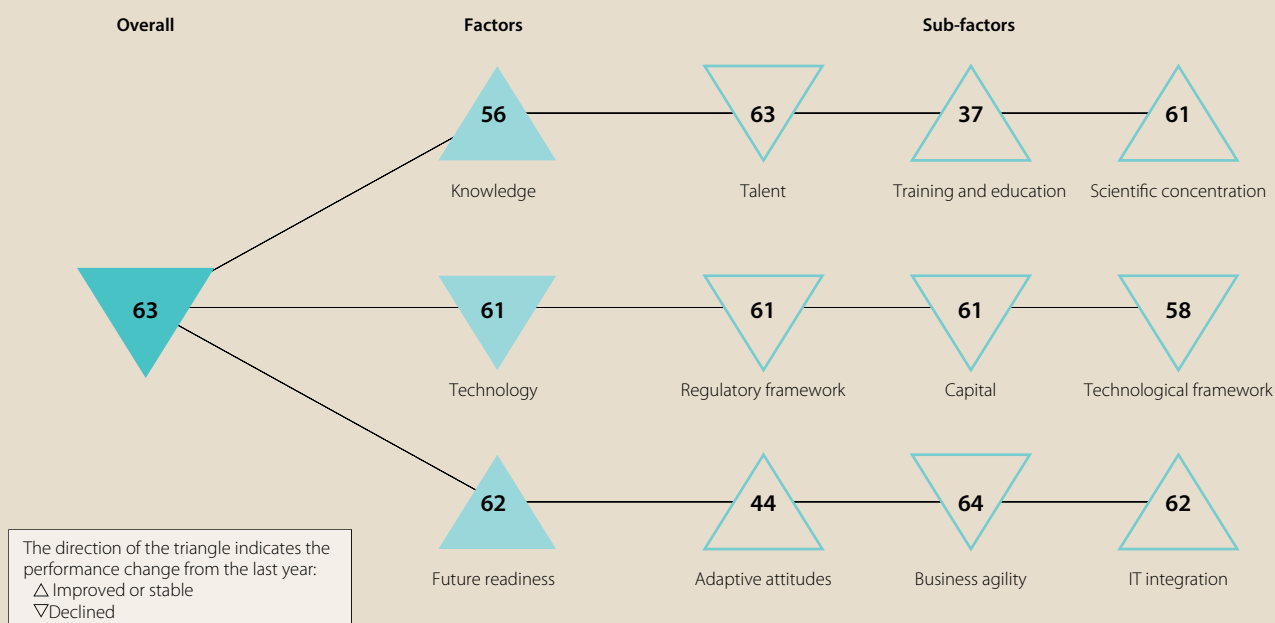 Overall
Factors
Sub-factors
56
63
37
61
Knowledge
Talent
Training and education
Scientific concentration
63
61
61
61
58
Technology
Regulatory framework
Capital
Technological framework
62
44
64
62
Future readiness
Adaptive attitudes
Business agility
IT integration
The direction of the triangle indicates the
performance change from the last year:
△ Improved or stable
▽Declined